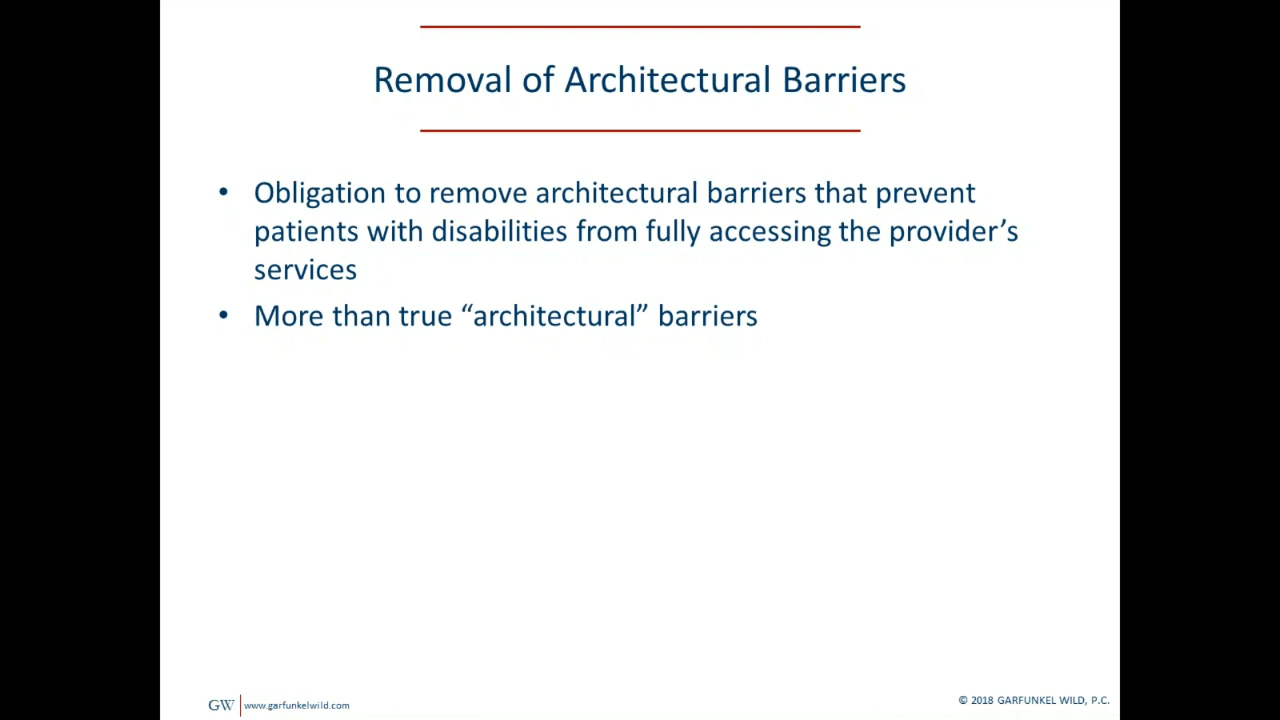 Removal of Architectural Barriers
• Obligation to remove architectural barriers that prevent
patients with disabilities from fully accessing the provider’s
services
• More than true “architectural” barriers
GW www.garfunkelwild.com
© 2018 GARFUNKEL WILD, P.C.